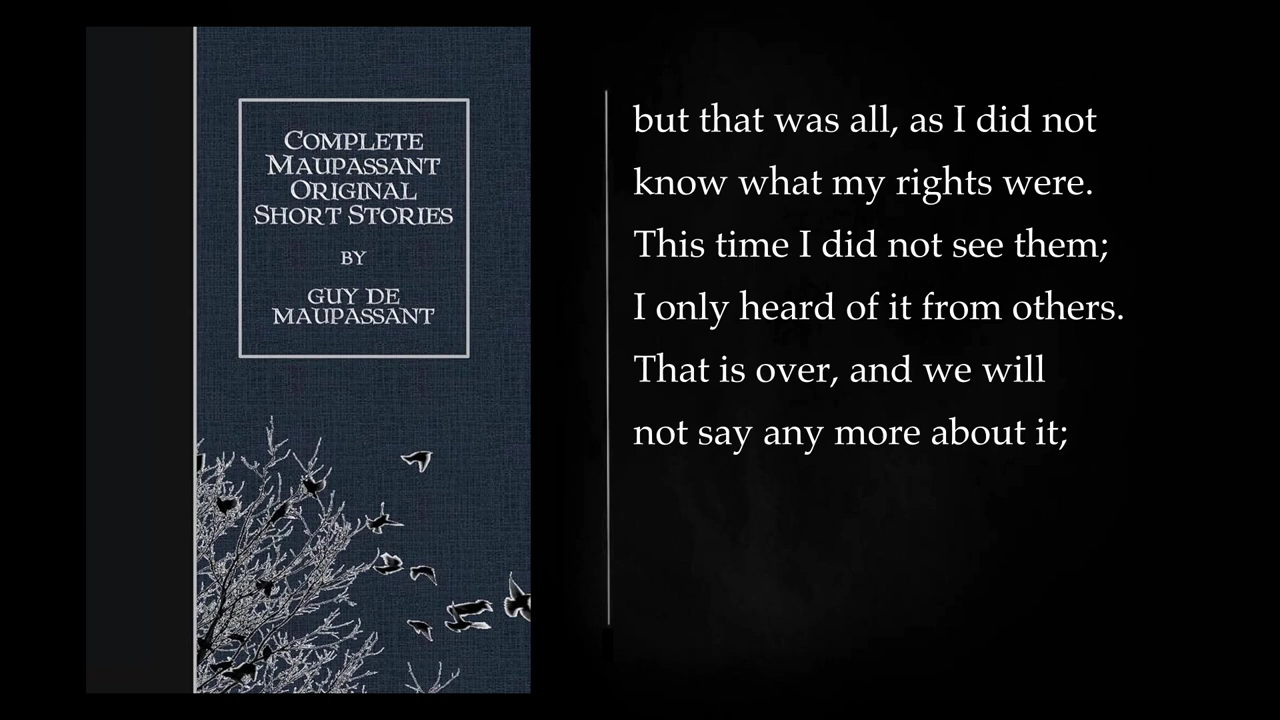 COMPLETE
MAUPASSANT
ORIGINAL
SHORT STORIES
BY
GUY DE
MAUPASSANT
but that was all, as I did not
know what my rights were.
This time I did not see them;
I only heard of it from others.
That is over, and we will
not say any more about it;